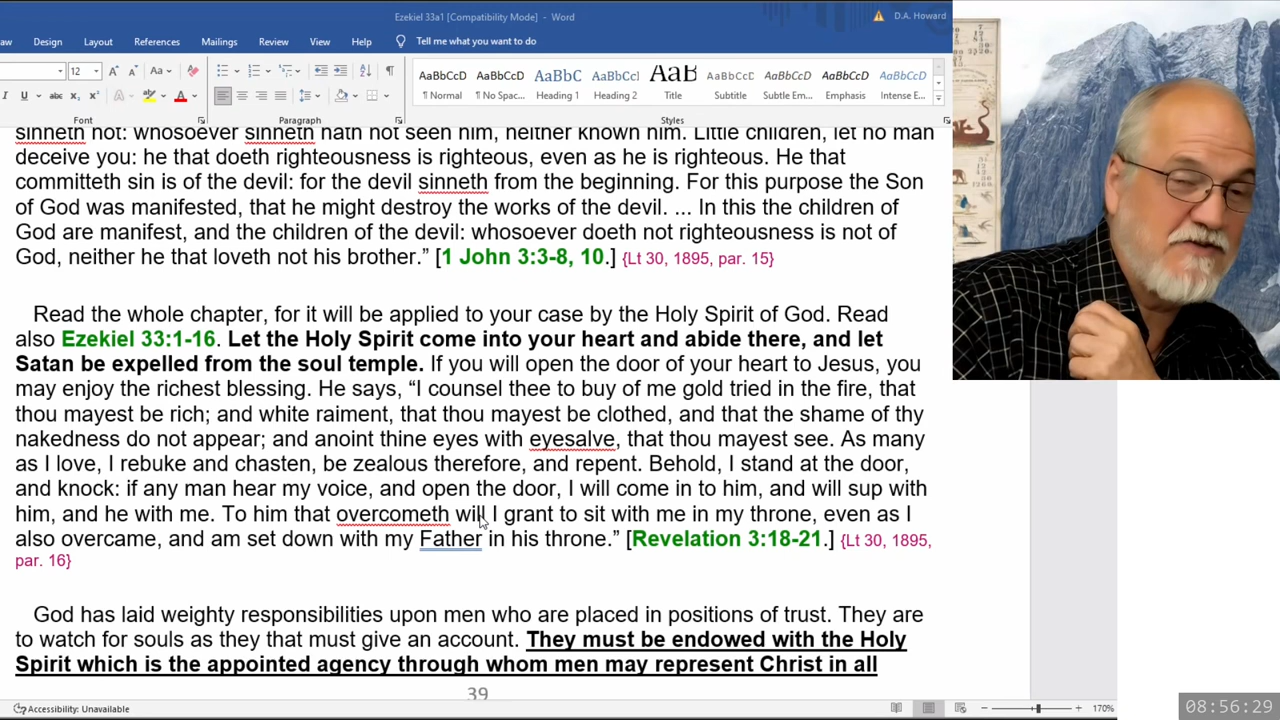 Ezekiel 33a1 [Compatibility Mode] - Word
D.A. Howard
aw Design Layout References Mailings Review View Help Tell me what you want to do
12
Aa
AaBbCcD AaBbCcD AaBbC AaBbCcD AaB AaBbCcD AaBbCcD AaBbCcD AaBbCcD
¶ Normal ¶ No Spac... Heading 1 Heading 2 Title Subtitle Subtle Em... Emphasis Intense E...
Font Paragraph Styles
sinneth not: whosoever sinneth hath not seen him, neither known him. Little children, let no man
deceive you: he that doeth righteousness is righteous, even as he is righteous. He that
committeth sin is of the devil: for the devil sinneth from the beginning. For this purpose the Son
of God was manifested, that he might destroy the works of the devil. ... In this the children of
God are manifest, and the children of the devil: whosoever doeth not righteousness is not of
God, neither he that loveth not his brother.” [1 John 3:3-8, 10.] {Lt 30, 1895, par. 15}
Read the whole chapter, for it will be applied to your case by the Holy Spirit of God. Read
also Ezekiel 33:1-16. Let the Holy Spirit come into your heart and abide there, and let
Satan be expelled from the soul temple. If you will open the door of your heart to Jesus, you
may enjoy the richest blessing. He says, “I counsel thee to buy of me gold tried in the fire, that
thou mayest be rich; and white raiment, that thou mayest be clothed, and that the shame of thy
nakedness do not appear; and anoint thine eyes with eyesalve, that thou mayest see. As many
as I love, I rebuke and chasten, be zealous therefore, and repent. Behold, I stand at the door,
and knock: if any man hear my voice, and open the door, I will come in to him, and will sup with
him, and he with me. To him that overcometh will I grant to sit with me in my throne, even as I
also overcame, and am set down with my Father in his throne.” [Revelation 3:18-21.] {Lt 30, 1895,
par. 16}
God has laid weighty responsibilities upon men who are placed in positions of trust. They are
to watch for souls as they that must give an account. They must be endowed with the Holy
Spirit which is the appointed agency through whom men may represent Christ in all
39
Accessibility: Unavailable
170%
08:56:29
1260